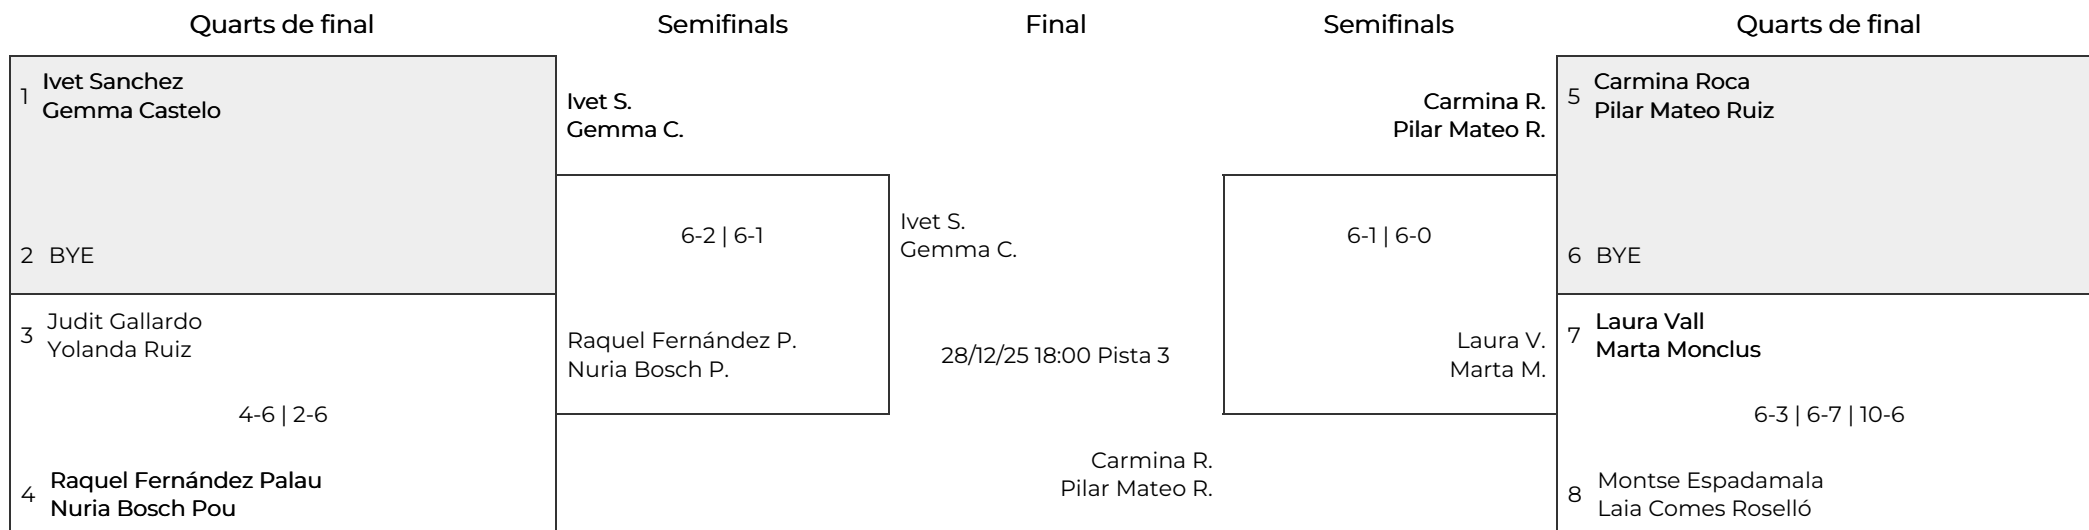 Quarts de final
Semifinals
Final
Semifinals
Quarts de final
1
Ivet Sanchez
Gemma Castelo
2 BYE
3
Judit Gallardo
Yolanda Ruiz
4-6 | 2-6
4
Raquel Fernández Palau
Nuria Bosch Pou
Ivet S.
Gemma C.
6-2 | 6-1
Raquel Fernández P.
Nuria Bosch P.
Ivet S.
Gemma C.
28/12/25 18:00 Pista 3
Carmina R.
Pilar Mateo R.
Carmina R.
Pilar Mateo R.
6-1 | 6-0
Laura V.
Marta M.
5
Carmina Roca
Pilar Mateo Ruiz
6 BYE
7
Laura Vall
Marta Monclus
6-3 | 6-7 | 10-6
8
Montse Espadamala
Laia Comes Roselló